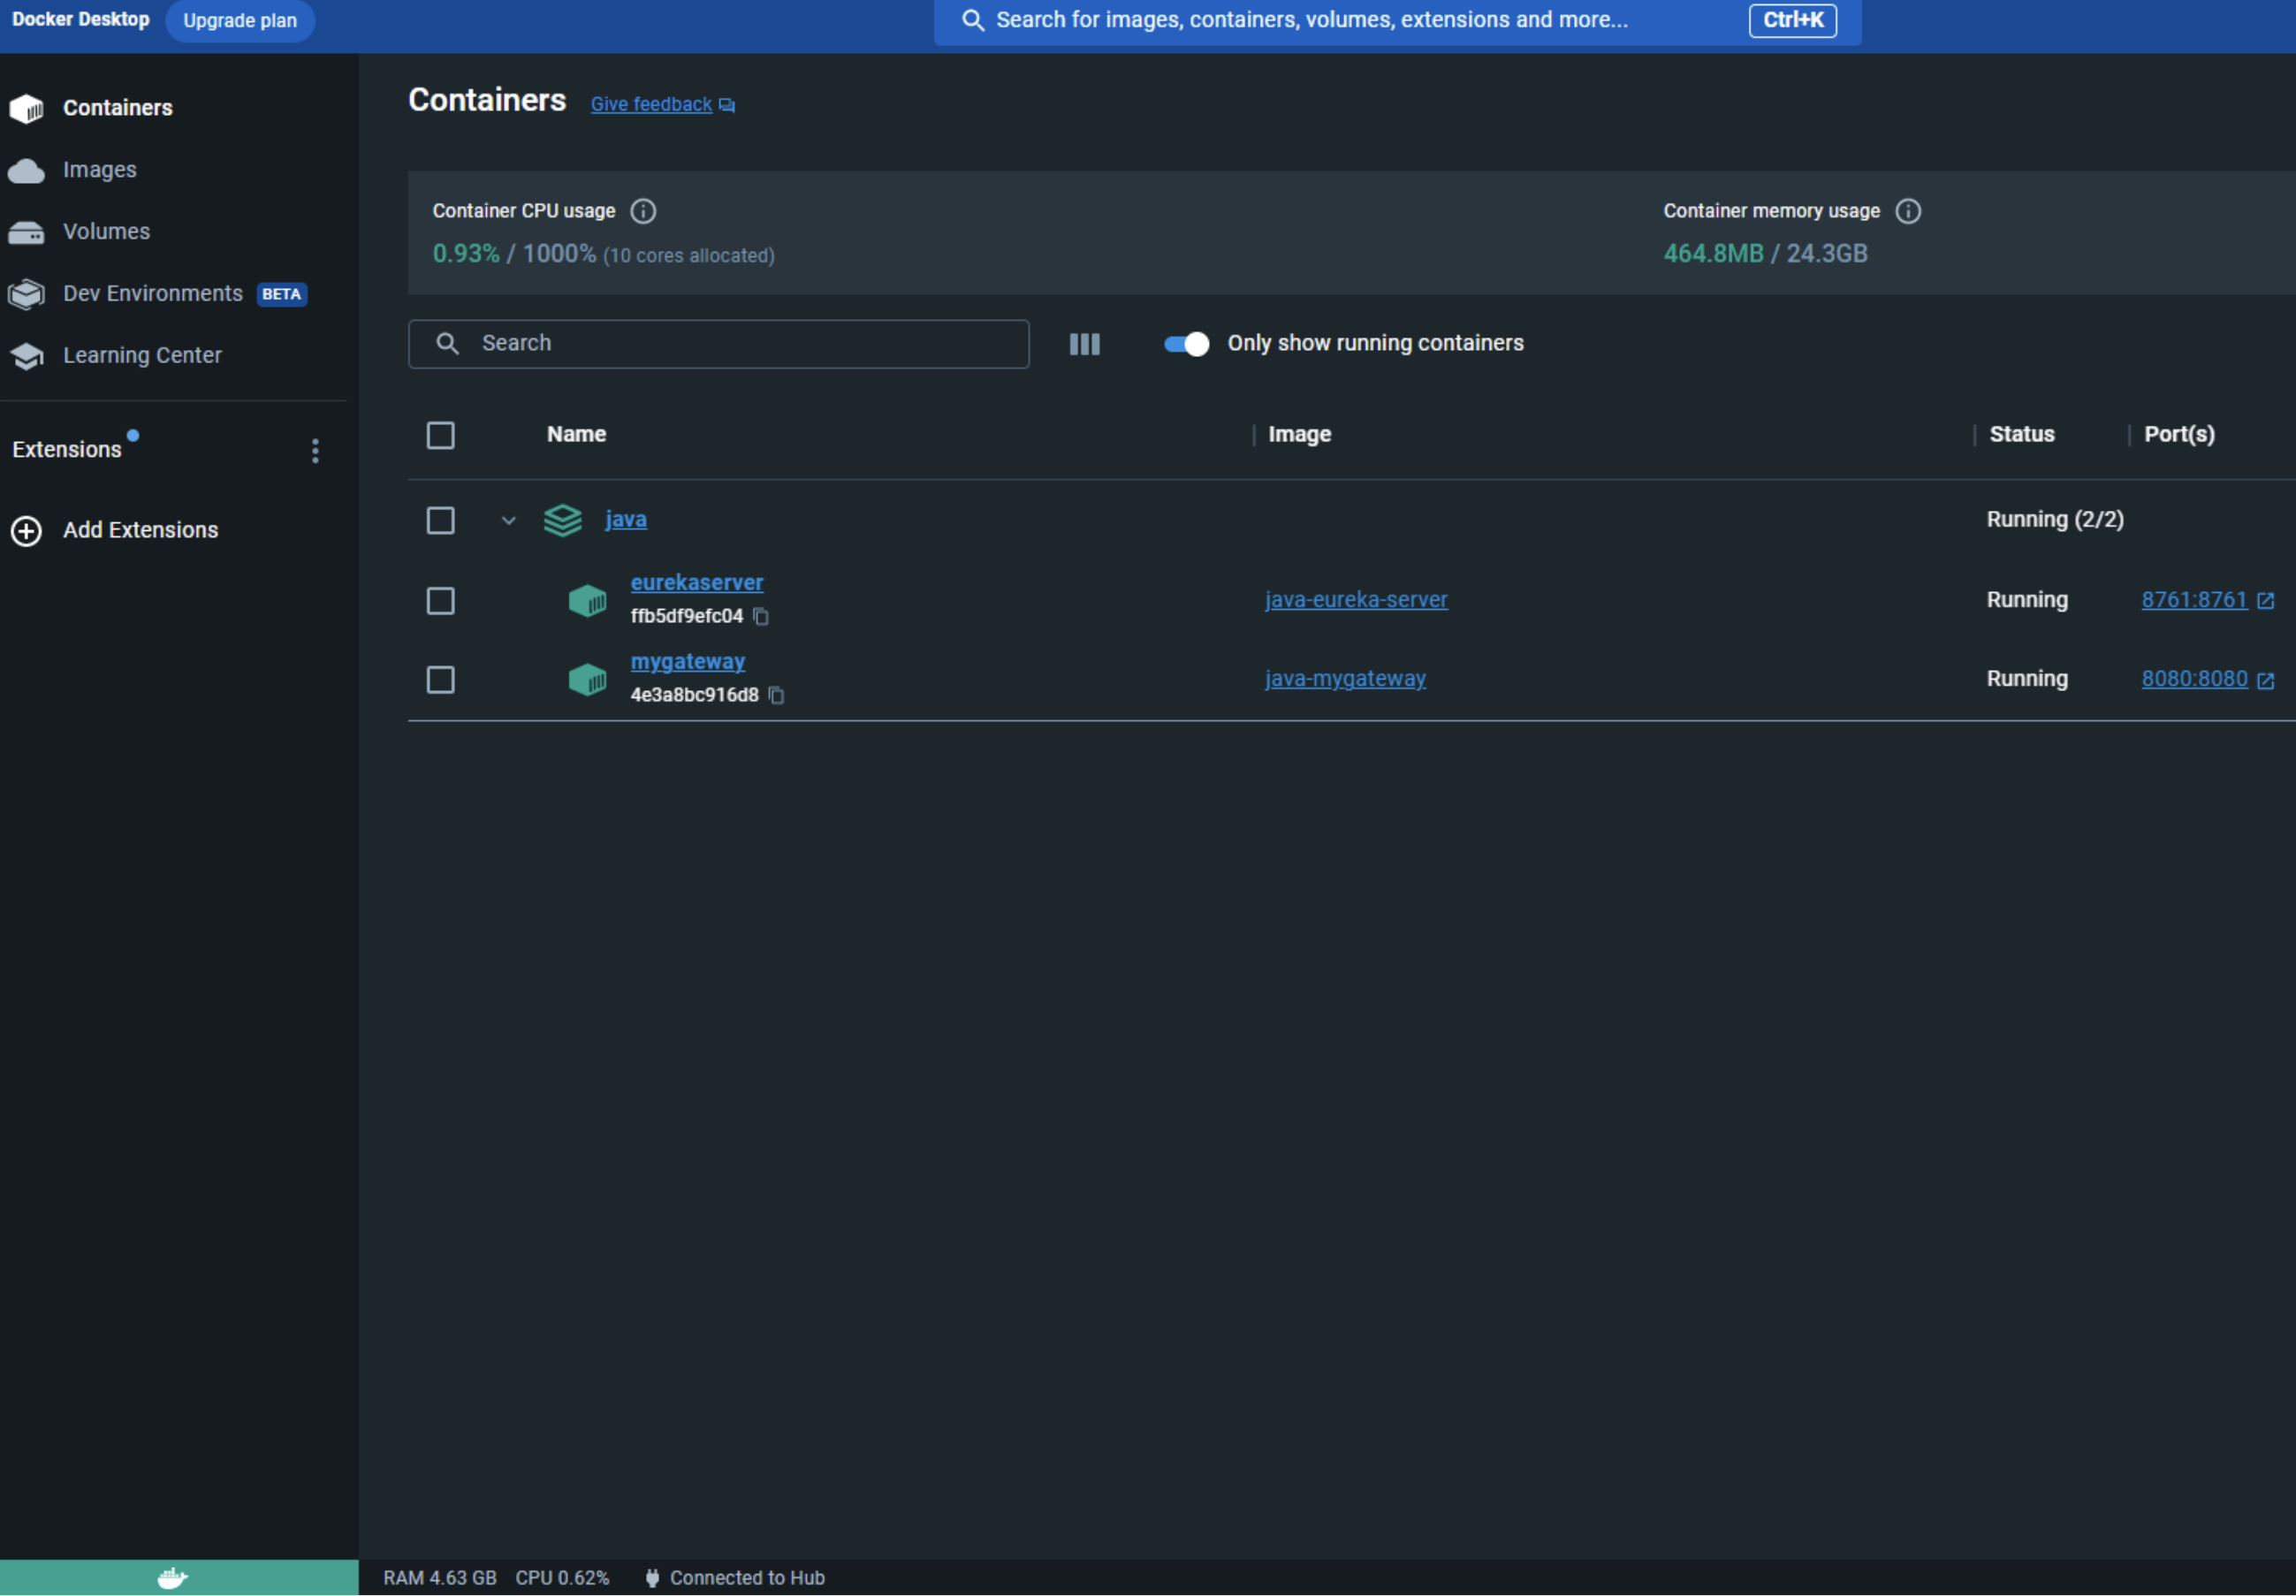 Docker Desktop Upgrade plan Search for images, containers, volumes, extensions and more... Ctrl+K
Containers
Images
Volumes
Dev Environments BETA
Learning Center
Extensions
Add Extensions
Containers Give feedback
Container CPU usage Container memory usage
0.93% / 1000% (10 cores allocated) 464.8MB / 24.3GB
Search Only show running containers
Name Image Status Port(s)
java Running (2/2)
eurekaserver
ffb5df9efc04 java-eureka-server Running 8761:8761
mygateway
4e3a8bc916d8 java-mygateway Running 8080:8080
RAM 4.63 GB CPU 0.62% Connected to Hub